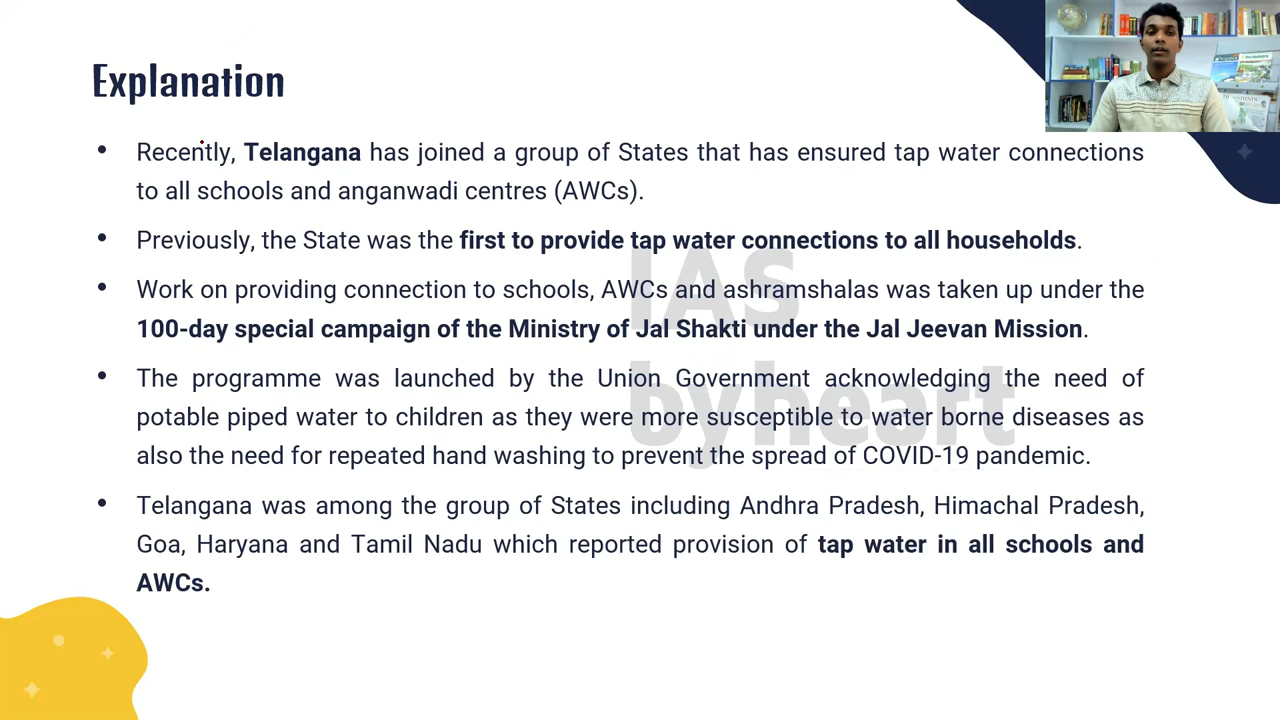 Explanation
• Recently, Telangana has joined a group of States that has ensured tap water connections
to all schools and anganwadi centres (AWCs).
• Previously, the State was the first to provide tap water connections to all households.
• Work on providing connection to schools, AWCs and ashramshalas was taken up under the
100-day special campaign of the Ministry of Jal Shakti under the Jal Jeevan Mission.
• The programme was launched by the Union Government acknowledging the need of
potable piped water to children as they were more susceptible to water borne diseases as
also the need for repeated hand washing to prevent the spread of COVID-19 pandemic.
• Telangana was among the group of States including Andhra Pradesh, Himachal Pradesh,
Goa, Haryana and Tamil Nadu which reported provision of tap water in all schools and
AWCs.
IAS
byheart